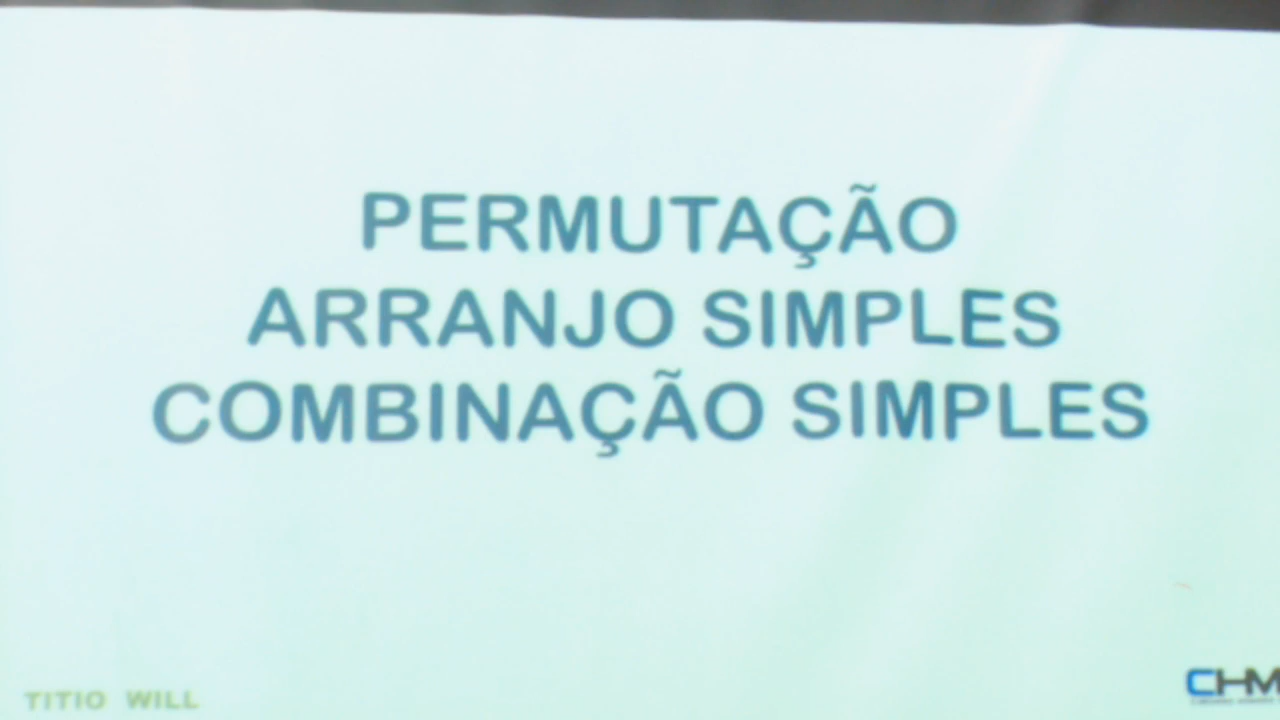 PERMUTAÇÃO
ARRANJO SIMPLES
COMBINAÇÃO SIMPLES
TITIO WILL
CHM